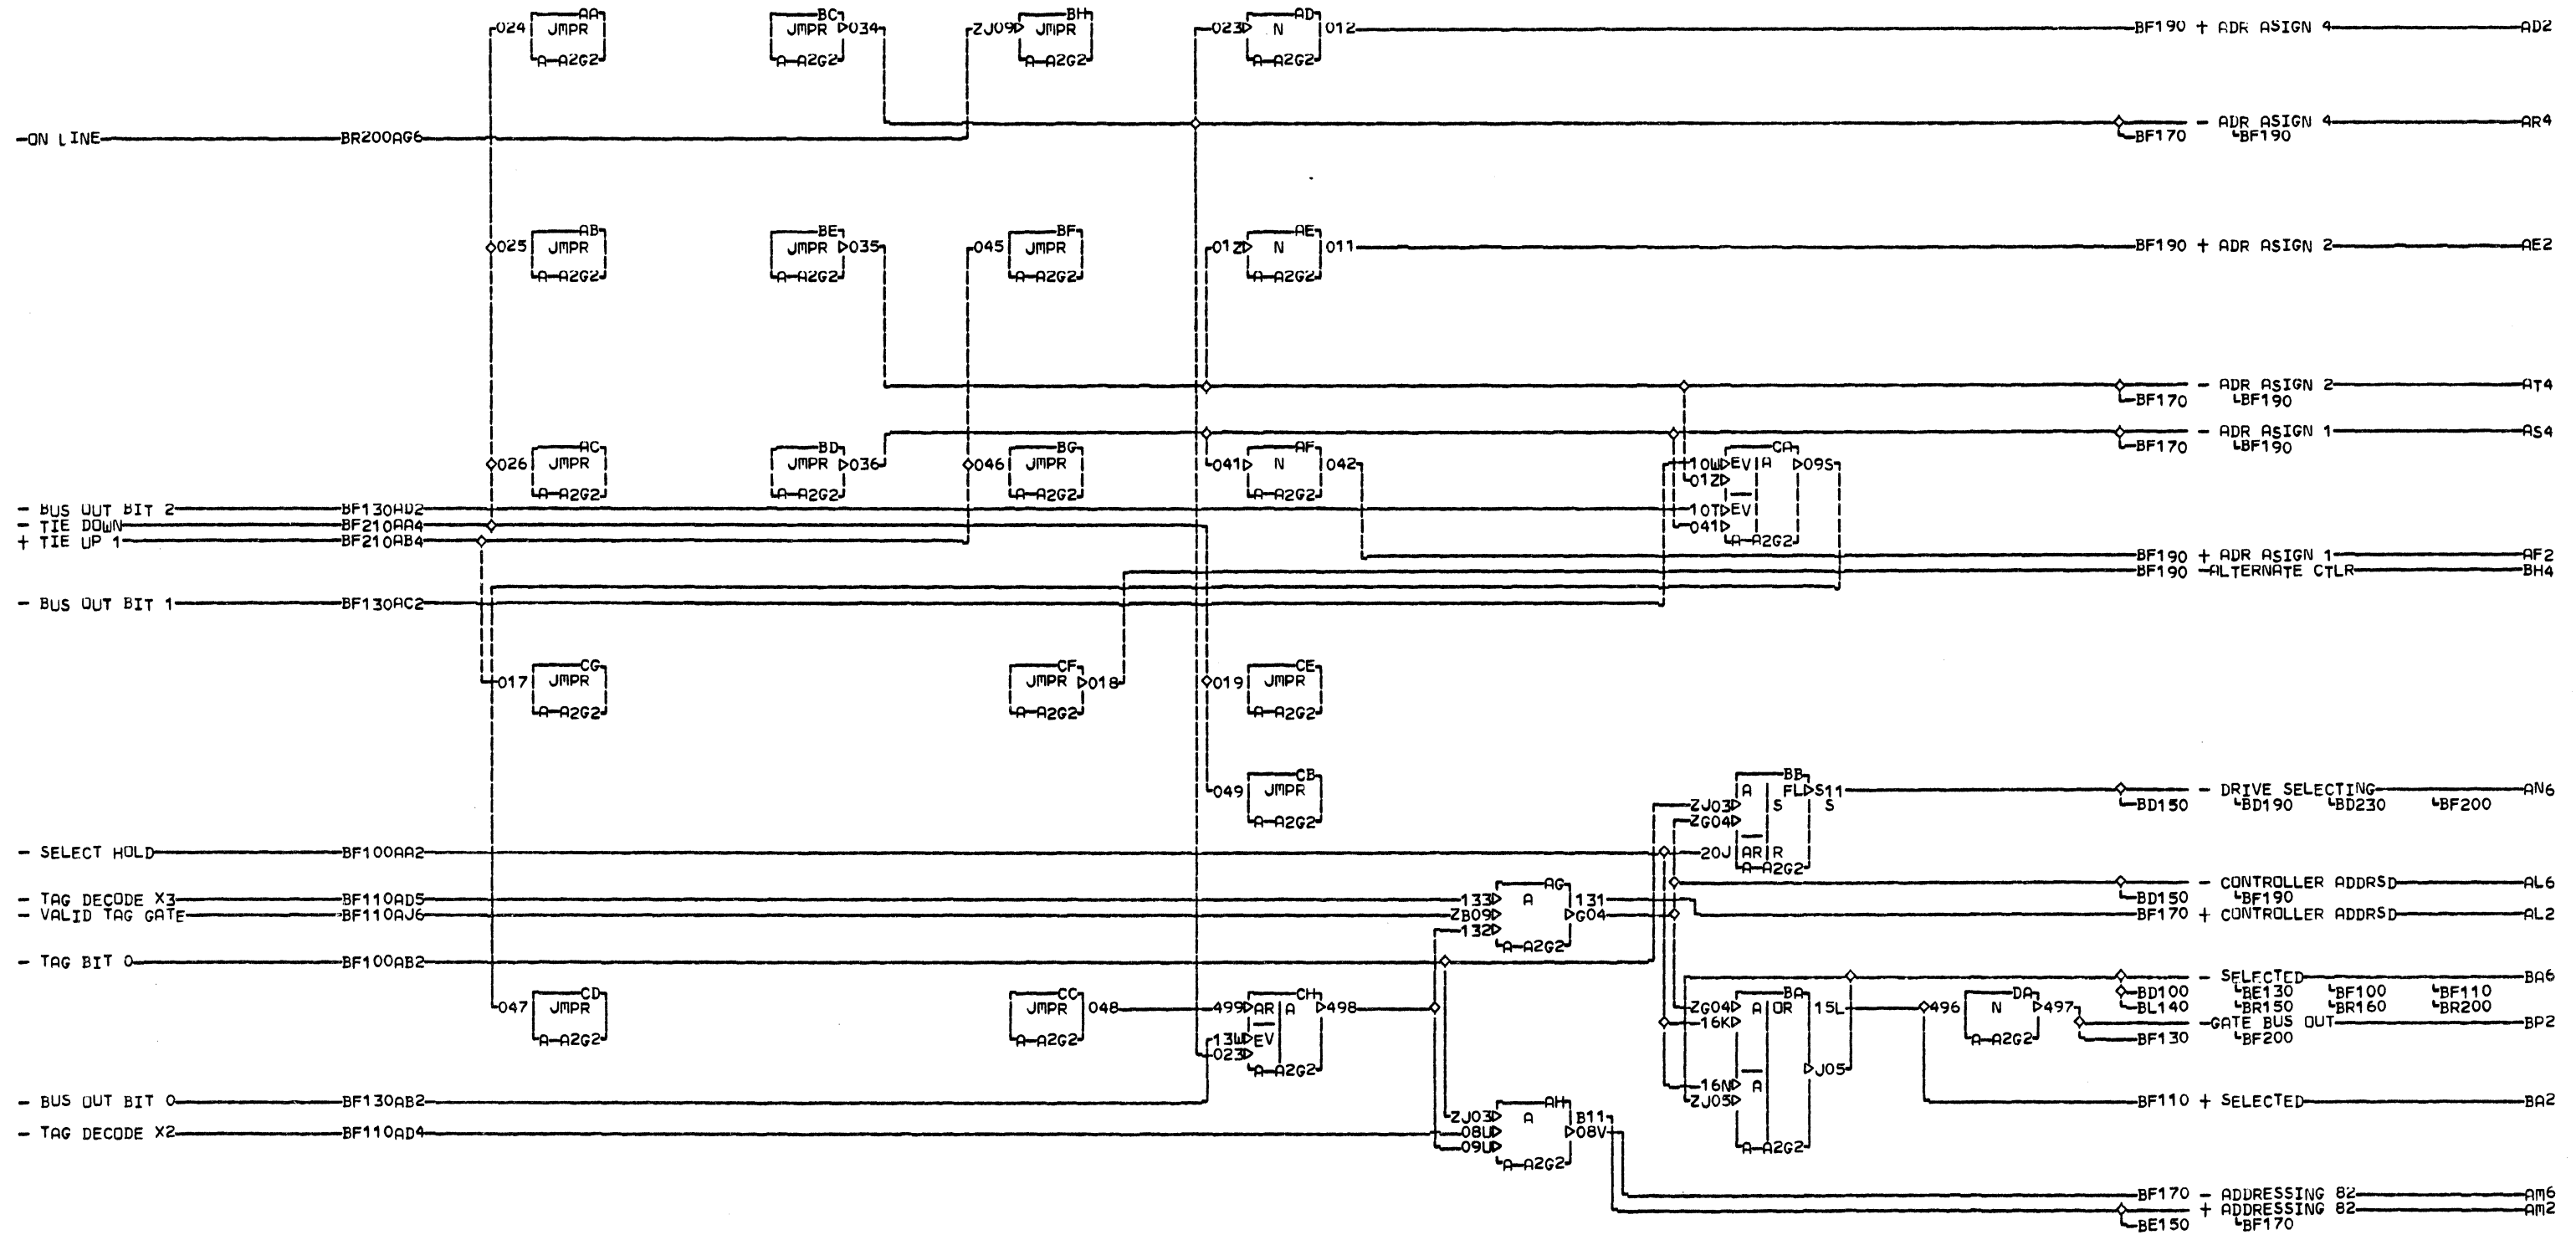 AA BC BH AD
024 JMPR JMPR 034 ZJ09 JMPR 023 N 012 BF190 + ADR ASIGN 4 AD2
A-A2G2 A-A2G2 A-A2G2 A-A2G2
- ADR ASIGN 4 AR4
-ON LINE BR200AG6 BF170 BF190
AB BE BF AE
025 JMPR JMPR 035 045 JMPR 01Z N 011 BF190 + ADR ASIGN 2 AE2
A-A2G2 A-A2G2 A-A2G2 A-A2G2
- ADR ASIGN 2 AT4
BF170 BF190
- ADR ASIGN 1 AS4
AC BD BG AF CA BF170 BF190
026 JMPR JMPR 036 046 JMPR 041 N 042 10W EV A 09S
01Z
A-A2G2 A-A2G2 A-A2G2 A-A2G2
- BUS OUT BIT 2 BF130AD2 10T EV
- TIE DOWN BF210AA4 041
+ TIE UP 1 BF210AB4 A-A2G2
BF190 + ADR ASIGN 1 AF2
BF190 -ALTERNATE CTLR BH4
- BUS OUT BIT 1 BF130AC2
CG CF CE
017 JMPR JMPR 018 019 JMPR
A-A2G2 A-A2G2 A-A2G2
CB BB
049 JMPR A FL S11 - DRIVE SELECTING AN6
ZJ03 S S BD150 BD190 BD230 BF200
A-A2G2 ZG04
- SELECT HOLD BF100AA2 20J AR R
A-A2G2
AG - CONTROLLER ADDRSD AL6
- TAG DECODE X3 BF110AD5 133 A 131 BD150 BF190
- VALID TAG GATE BF110AJ6 ZB09 G04 BF170 + CONTROLLER ADDRSD AL2
132
A-A2G2
- TAG BIT 0 BF100AB2
- SELECTED BA6
CD CC CH BA DA BD100 BE130 BF100 BF110
047 JMPR JMPR 048 499 AR A 498 ZG04 A OR 15L 496 N 497 BL140 BR150 BR160 BR200
16K -GATE BUS OUT BP2
A-A2G2 A-A2G2 13W EV A-A2G2 BF130 BF200
023
A-A2G2 J05
16N A
- BUS OUT BIT 0 BF130AB2 AH ZJ05 BF110 + SELECTED BA2
ZJ03 A B11
- TAG DECODE X2 BF110AD4 08U 08V
09U A-A2G2
A-A2G2
BF170 - ADDRESSING 82 AM6
+ ADDRESSING 82 AM2
BE150 BF170